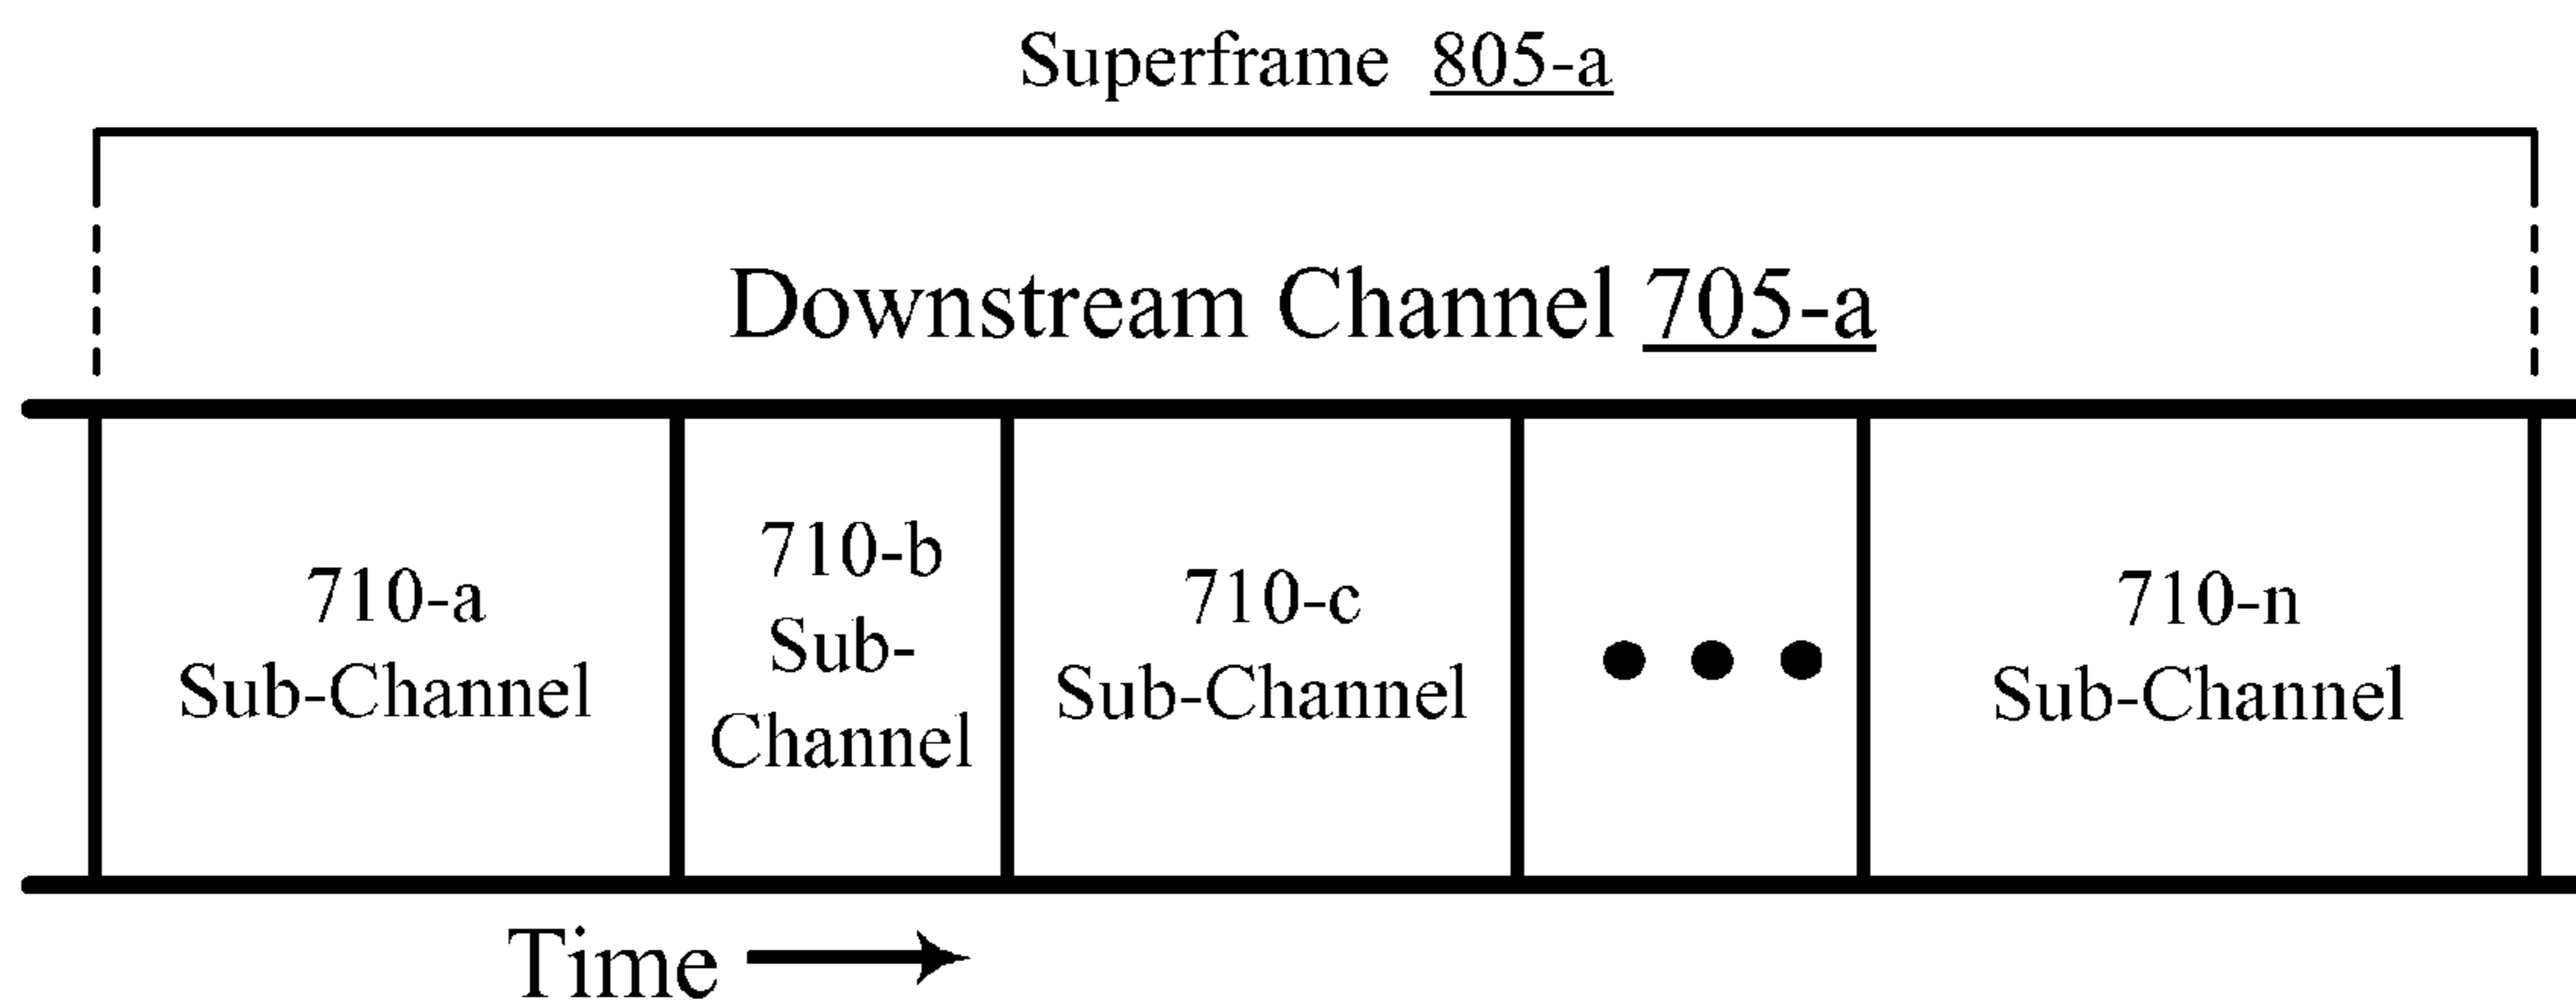 Superframe 805-a
Downstream Channel 705-a
710-a
Sub-Channel
710-b
Sub-
Channel
710-c
Sub-Channel
710-n
Sub-Channel
Time